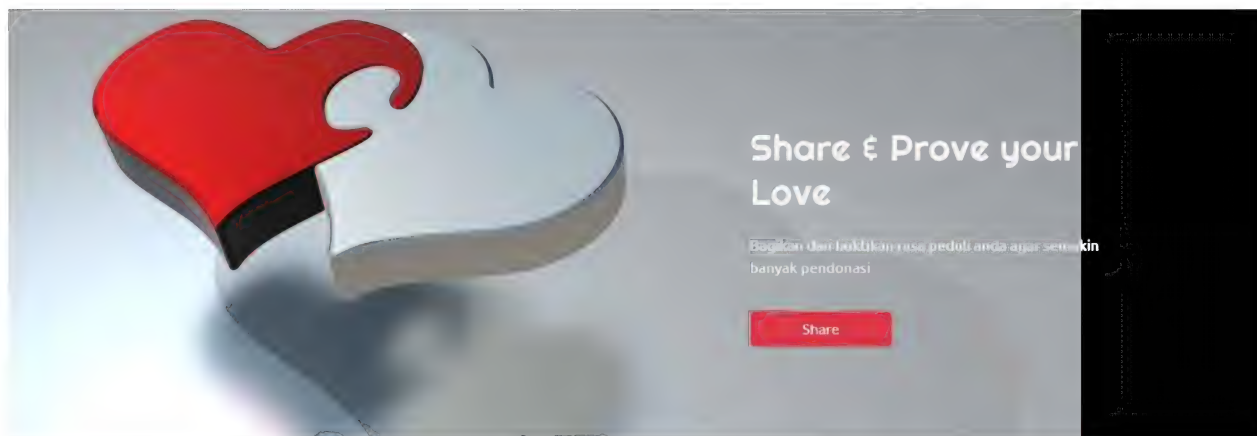 Share & Prove your
Love
Bagikan dan buktikan rasa peduli anda agar semakin
banyak pendonasi
Share